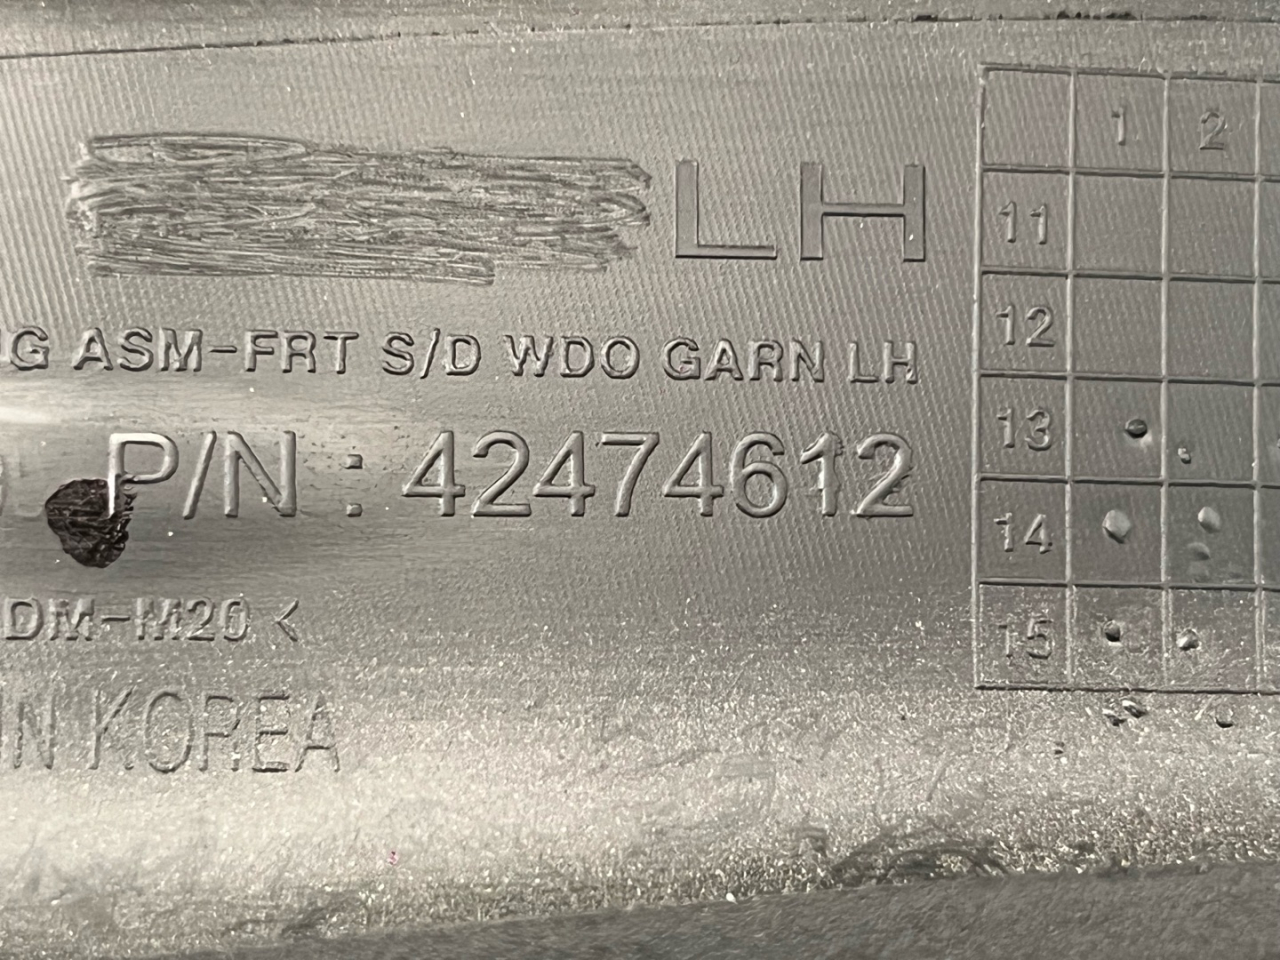 LH
G ASM-FRT S/D WDO GARN LH
P/N : 42474612
DM-M20 <
IN KOREA
1 2
11
12
13
14
15